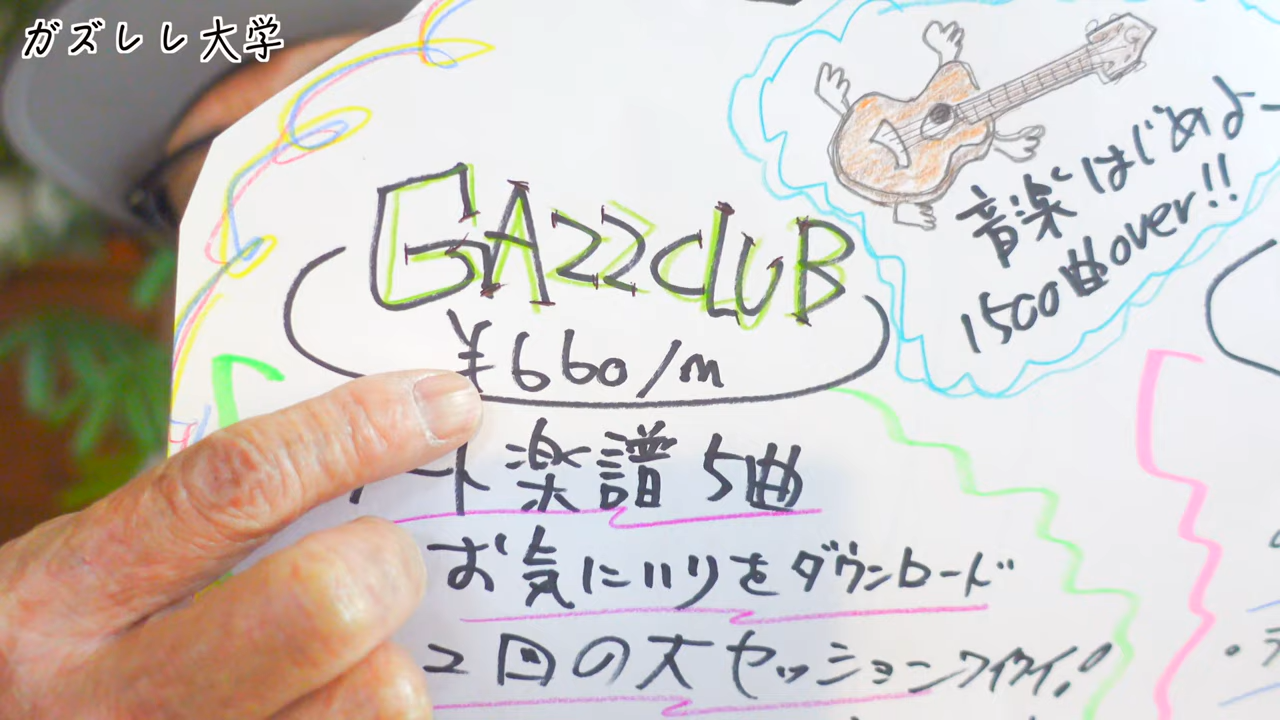 ガズレレ大学
GAZZCLUB
¥660/m
音楽はじめよー
1500曲over!!
ート楽譜 5曲
お気に入りをダウンロード
2回の大セッションワイワイ!